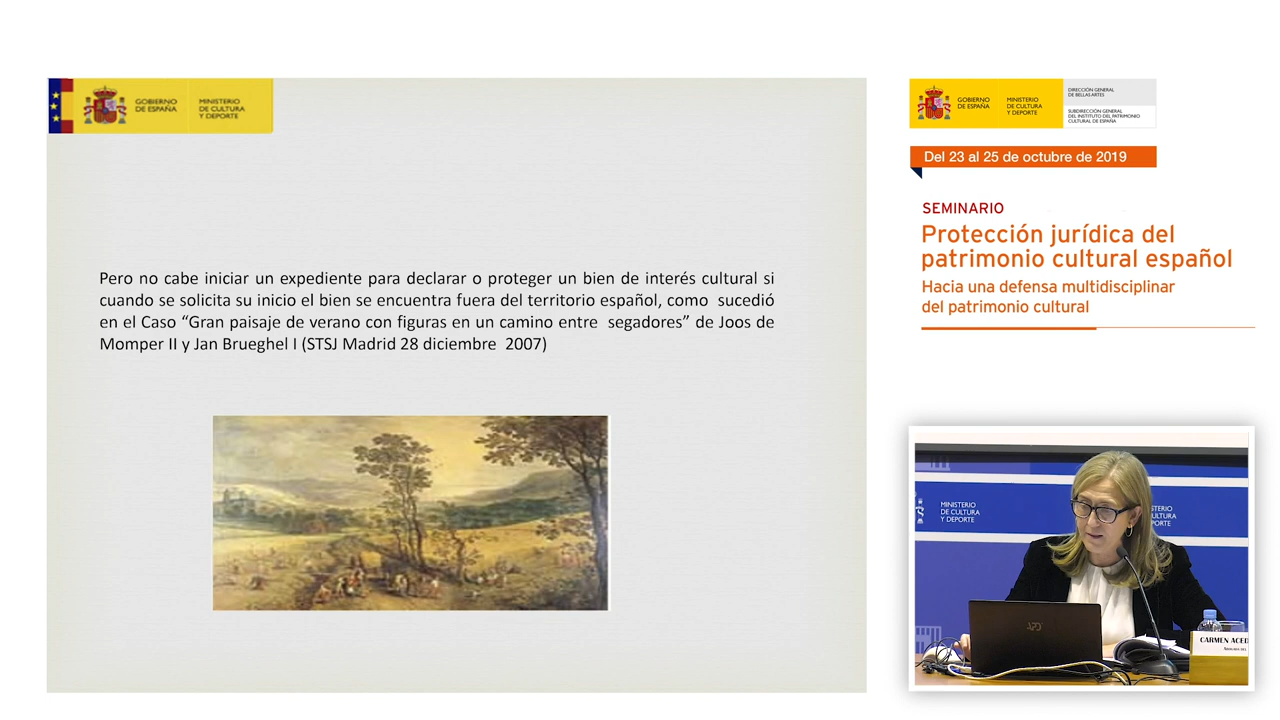 GOBIERNO
DE ESPAÑA
MINISTERIO
DE CULTURA
Y DEPORTE
Pero no cabe iniciar un expediente para declarar o proteger un bien de interés cultural si
cuando se solicita su inicio el bien se encuentra fuera del territorio español, como sucedió
en el Caso “Gran paisaje de verano con figuras en un camino entre segadores” de Joos de
Momper II y Jan Brueghel I (STSJ Madrid 28 diciembre 2007)
GOBIERNO
DE ESPAÑA
MINISTERIO
DE CULTURA
Y DEPORTE
DIRECCIÓN GENERAL
DE BELLAS ARTES
SUBDIRECCIÓN GENERAL
DEL INSTITUTO DEL PATRIMONIO
CULTURAL DE ESPAÑA
Del 23 al 25 de octubre de 2019
SEMINARIO
Protección jurídica del
patrimonio cultural español
Hacia una defensa multidisciplinar
del patrimonio cultural
MINISTERIO
DE CULTURA
Y DEPORTE
CARMEN ACED